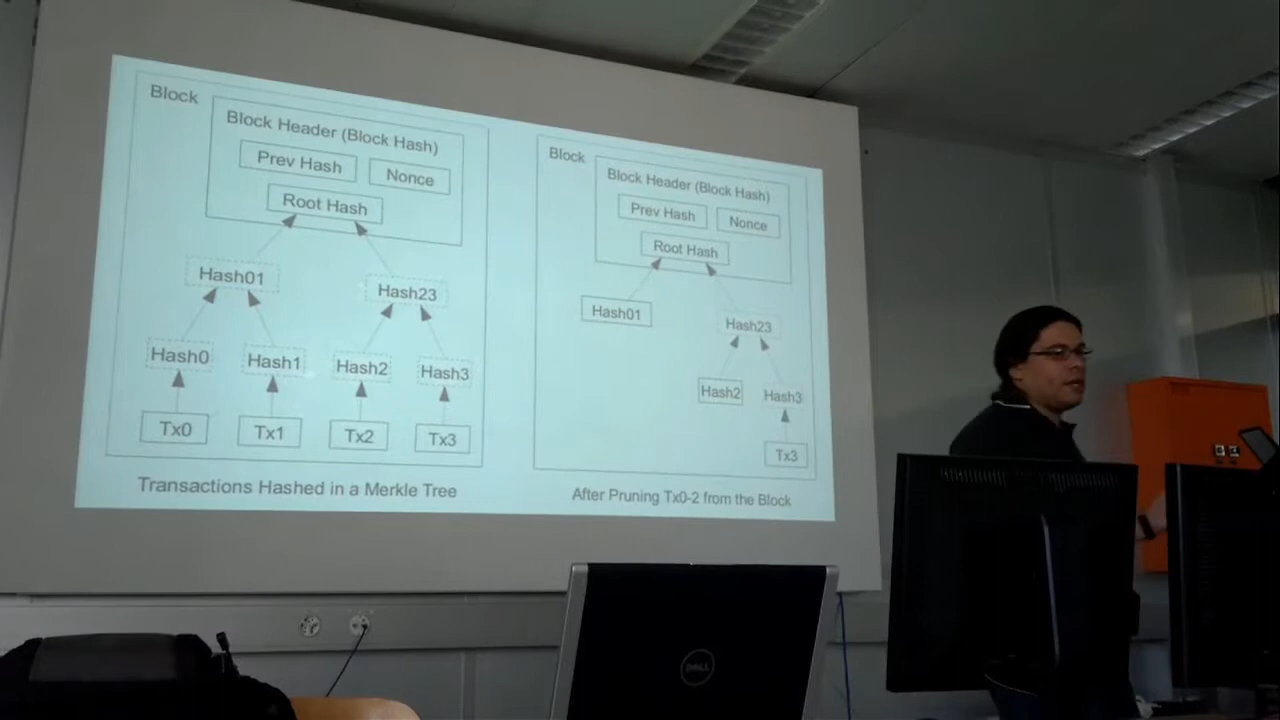 Block
Block Header (Block Hash)
Prev Hash
Nonce
Root Hash
Hash01
Hash23
Hash0
Hash1
Hash2
Hash3
Tx0
Tx1
Tx2
Tx3
Transactions Hashed in a Merkle Tree
Block
Block Header (Block Hash)
Prev Hash
Nonce
Root Hash
Hash01
Hash23
Hash2
Hash3
Tx3
After Pruning Tx0-2 from the Block
DELL